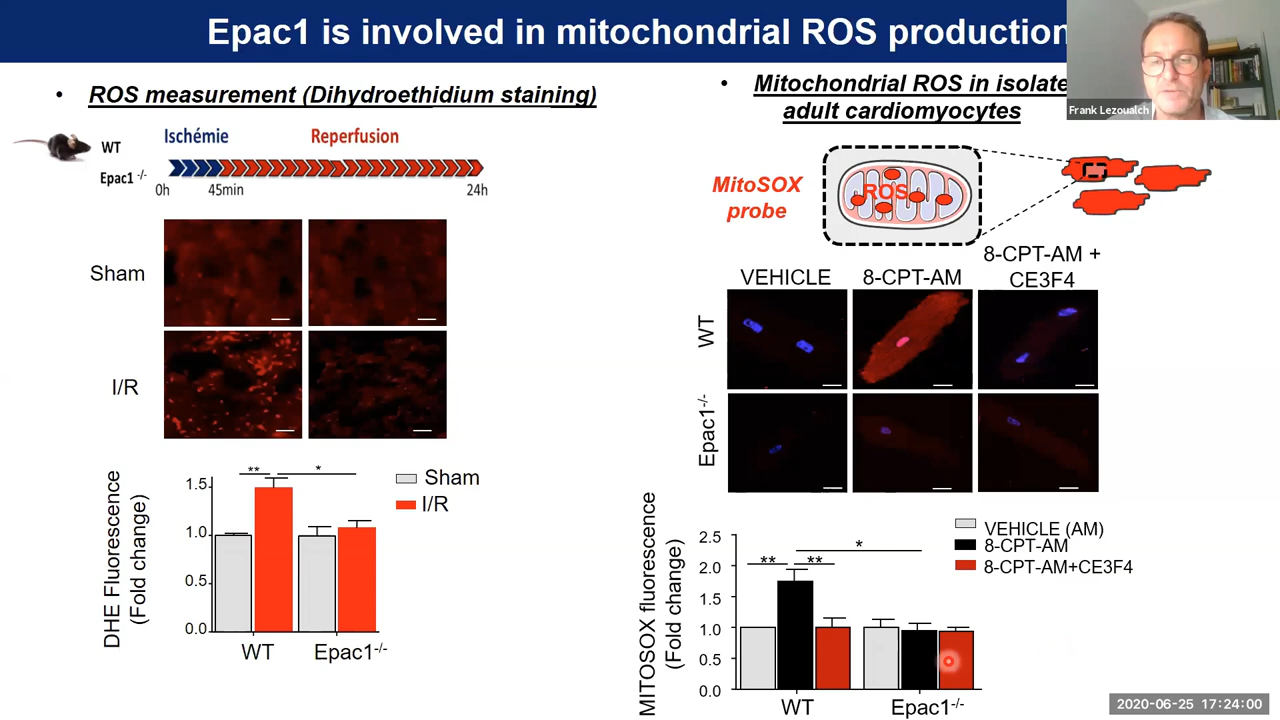 Epac1 is involved in mitochondrial ROS production
Frank Lezoualch
• ROS measurement (Dihydroethidium staining)
WT
Epac1 -/-
Ischémie
Reperfusion
0h
45min
24h
Sham
I/R
DHE Fluorescence
(Fold change)
1.5
1.0
0.5
0.0
**
*
Sham
I/R
WT
Epac1-/-
• Mitochondrial ROS in isolate
adult cardiomyocytes
MitoSOX
probe
ROS
VEHICLE
8-CPT-AM
8-CPT-AM +
CE3F4
WT
Epac1-/-
MITOSOX fluorescence
(Fold change)
2.5
2.0
1.5
1.0
0.5
0.0
**
**
*
VEHICLE (AM)
8-CPT-AM
8-CPT-AM+CE3F4
WT
Epac1-/-
2020-06-25 17:24:00